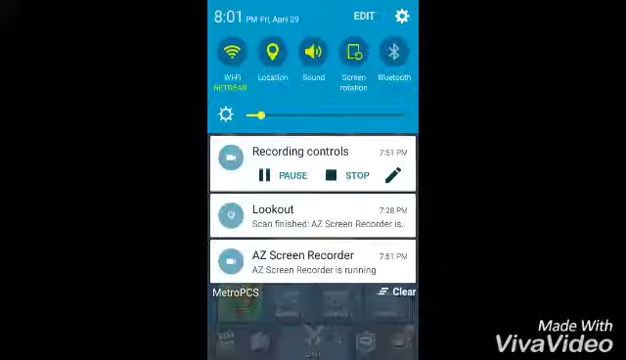 8:01 PM Fri, April 29 EDIT
Wi-Fi Location Sound Screen rotation Bluetooth
NETGEAR
Recording controls 7:51 PM
PAUSE STOP
Lookout 7:28 PM
Scan finished: AZ Screen Recorder is..
AZ Screen Recorder 7:51 PM
AZ Screen Recorder is running
MetroPCS Clear
Made With
VivaVideo